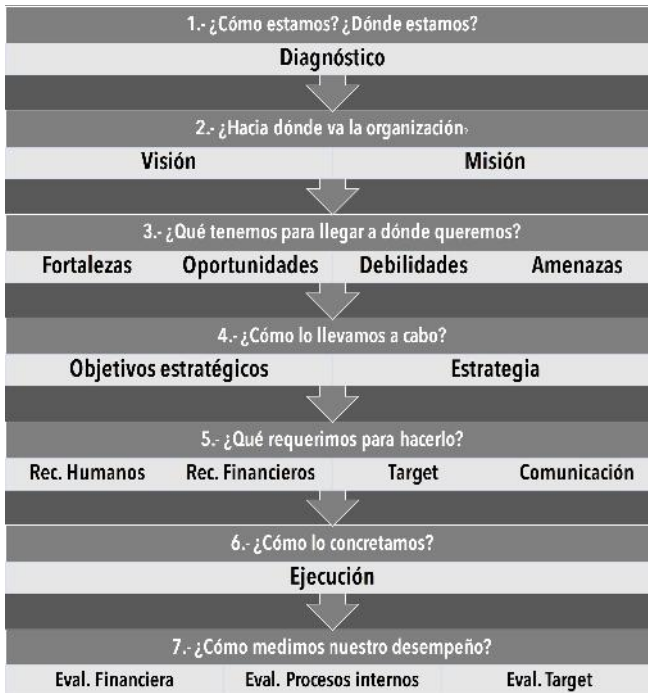 1.- ¿Cómo estamos? ¿Dónde estamos?
Diagnóstico
2.- ¿Hacia dónde va la organización?
Visión Misión
3.- ¿Qué tenemos para llegar a dónde queremos?
Fortalezas Oportunidades Debilidades Amenazas
4.- ¿Cómo lo llevamos a cabo?
Objetivos estratégicos Estrategia
5.- ¿Qué requerimos para hacerlo?
Rec. Humanos Rec. Financieros Target Comunicación
6.- ¿Cómo lo concretamos?
Ejecución
7.- ¿Cómo medimos nuestro desempeño?
Eval. Financiera Eval. Procesos internos Eval. Target